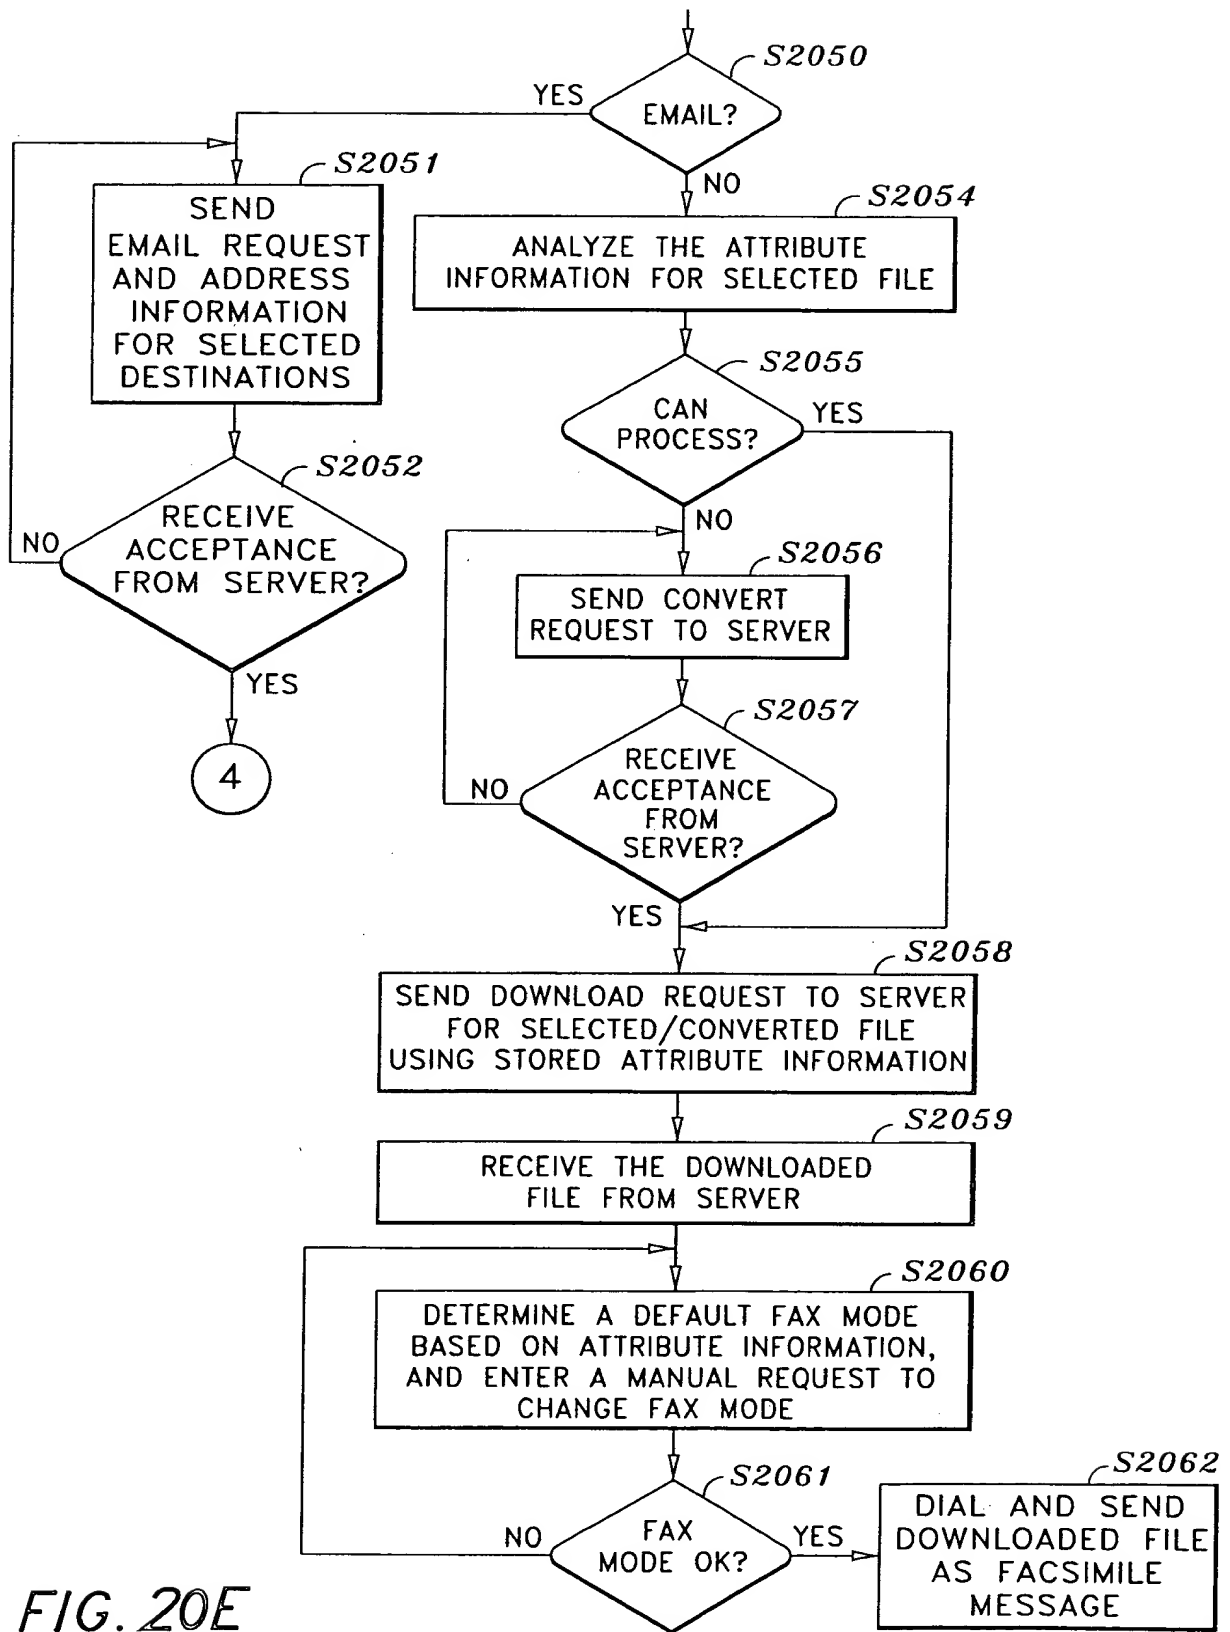 S2050
YES
EMAIL?
NO
S2051
SEND
EMAIL REQUEST
AND ADDRESS
INFORMATION
FOR SELECTED
DESTINATIONS
S2052
RECEIVE
ACCEPTANCE
FROM SERVER?
NO
YES
4
S2054
ANALYZE THE ATTRIBUTE
INFORMATION FOR SELECTED FILE
S2055
CAN
PROCESS?
YES
NO
S2056
SEND CONVERT
REQUEST TO SERVER
S2057
RECEIVE
ACCEPTANCE
FROM
SERVER?
NO
YES
S2058
SEND DOWNLOAD REQUEST TO SERVER
FOR SELECTED/CONVERTED FILE
USING STORED ATTRIBUTE INFORMATION
S2059
RECEIVE THE DOWNLOADED
FILE FROM SERVER
S2060
DETERMINE A DEFAULT FAX MODE
BASED ON ATTRIBUTE INFORMATION,
AND ENTER A MANUAL REQUEST TO
CHANGE FAX MODE
S2061
FAX
MODE OK?
NO
YES
S2062
DIAL AND SEND
DOWNLOADED FILE
AS FACSIMILE
MESSAGE
FIG. 20E